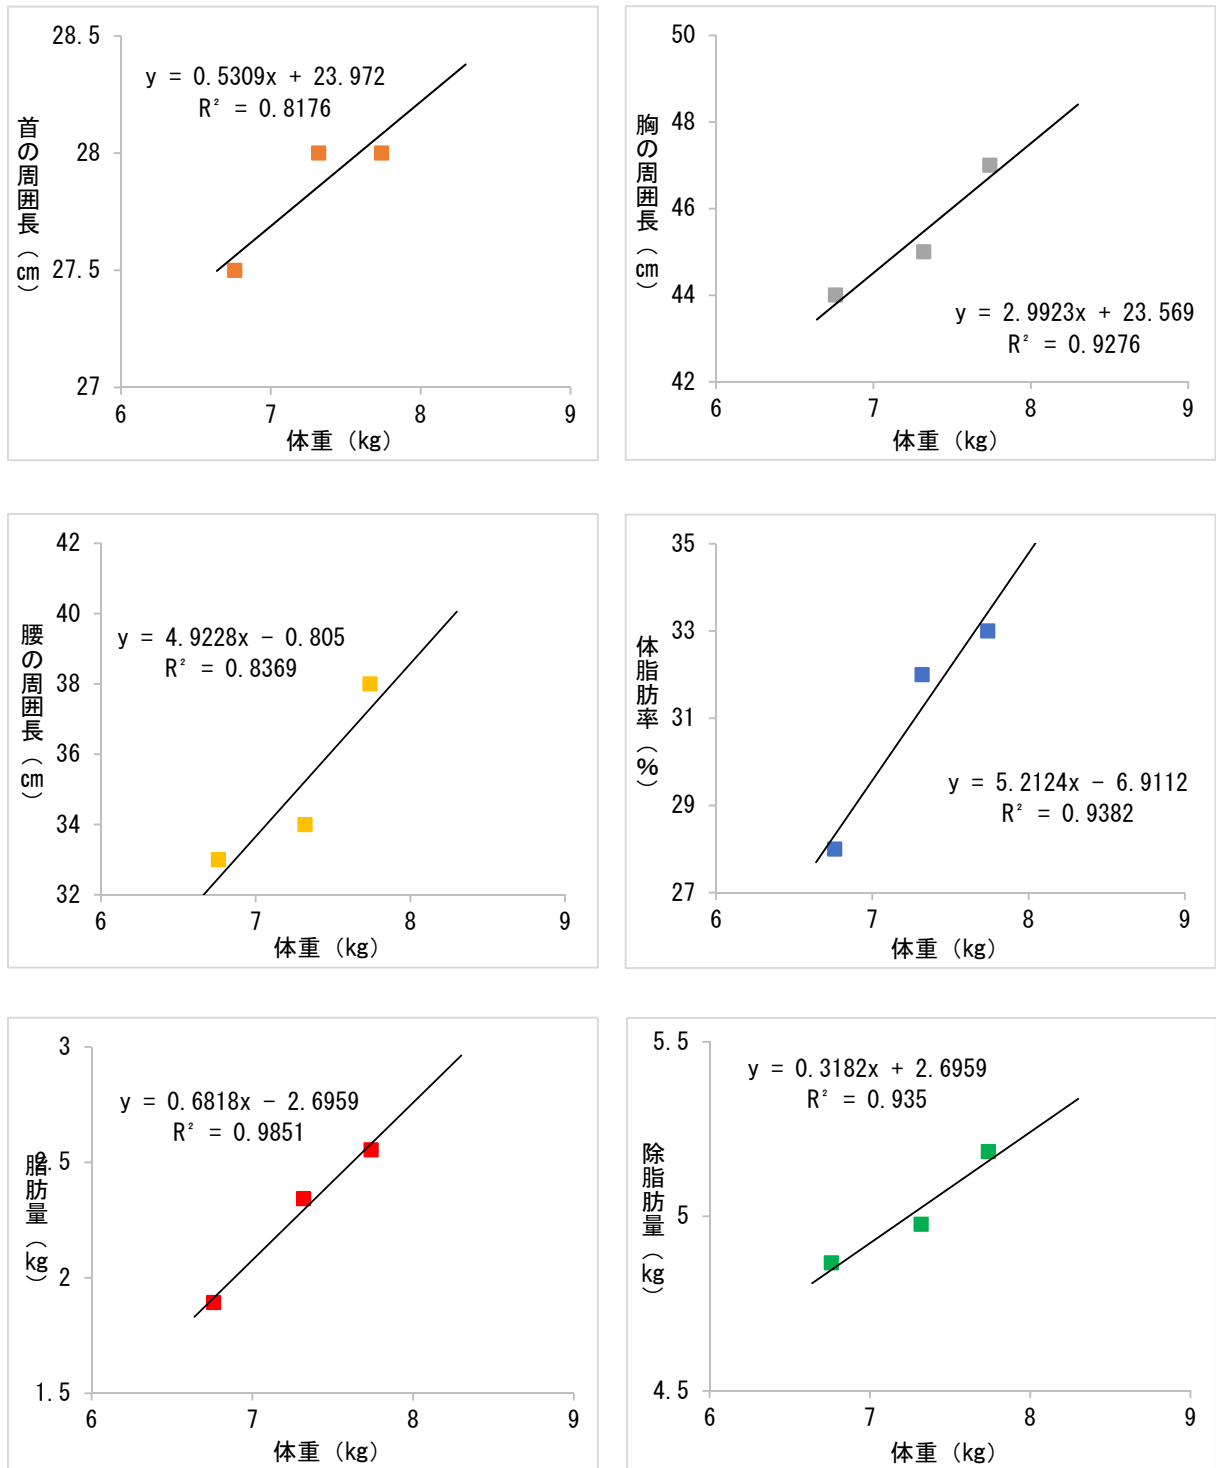 28.5
28
27.5
27
6
7
8
9
首の周囲長（cm）
体重（kg）
y = 0.5309x + 23.972
R² = 0.8176
50
48
46
44
42
6
7
8
9
胸の周囲長（cm）
体重（kg）
y = 2.9923x + 23.569
R² = 0.9276
42
40
38
36
34
32
6
7
8
9
腰の周囲長（cm）
体重（kg）
y = 4.9228x - 0.805
R² = 0.8369
35
33
31
29
27
6
7
8
9
体脂肪率（%）
体重（kg）
y = 5.2124x - 6.9112
R² = 0.9382
3
2.5
2
1.5
6
7
8
9
脂肪量（kg）
体重（kg）
y = 0.6818x - 2.6959
R² = 0.9851
5.5
5
4.5
6
7
8
9
除脂肪量（kg）
体重（kg）
y = 0.3182x + 2.6959
R² = 0.935